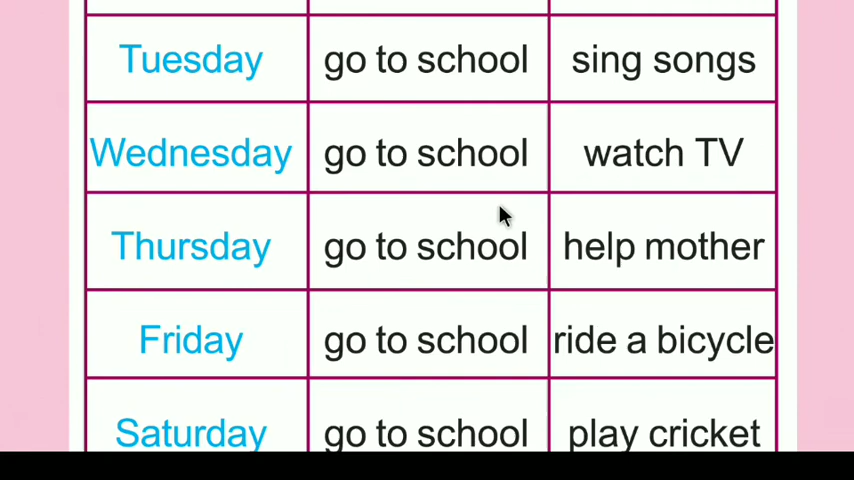 Tuesday go to school sing songs
Wednesday go to school watch TV
Thursday go to school help mother
Friday go to school ride a bicycle
Saturday go to school play cricket